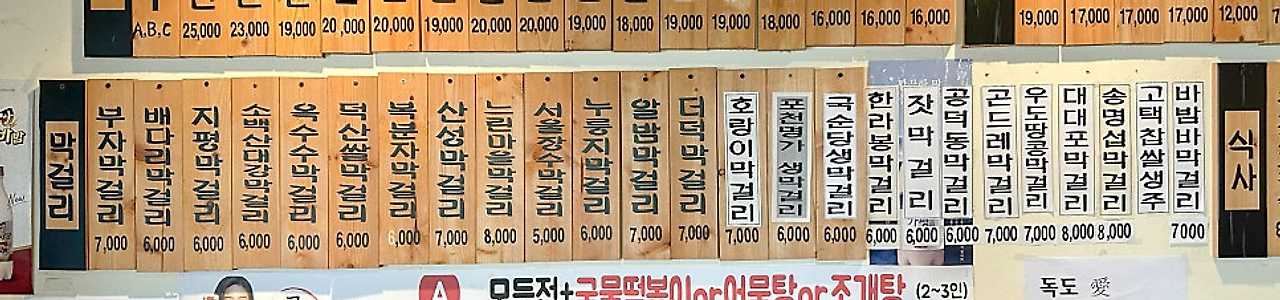 A,B,C 25,000 23,000 19,000 20,000 20,000 19,000 20,000 20,000 19,000 18,000 19,000 19,000 18,000 16,000 16,000 16,000 19,000 17,000 17,000 17,000 12,000
막걸리
부자막걸리 7,000
배다리막걸리 6,000
지평막걸리 6,000
소백산대강막걸리 6,000
옥수수막걸리 6,000
덕산쌀막걸리 6,000
복분자막걸리 6,000
산성막걸리 7,000
느린마을막걸리 8,000
서울장수막걸리 5,000
누룽지막걸리 6,000
알밤막걸리 7,000
더덕막걸리 7,000
호랑이막걸리 7,000
포천명가 생막걸리 6,000
국순당생막걸리 6,000
한라봉막걸리 6,000
잣막걸리 6,000
공덕동막걸리 6,000
곤드레막걸리 7,000
우도땅콩막걸리 7,000
대대포막걸리 8,000
송명섭막걸리 8,000
고택찹쌀생주
바밤바막걸리 7000
식사
A 모듬전+국물떡볶이or어묵탕or조개탕 (2~3인)
독도 愛